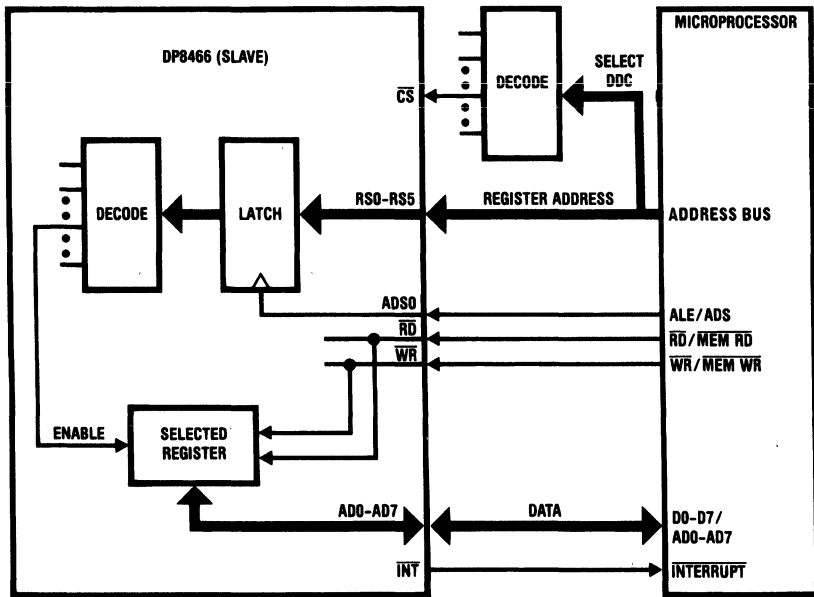 MICROPROCESSOR
DP8466 (SLAVE)
SELECT
DDC
DECODE
CS
DECODE
LATCH
RS0-RS5
REGISTER ADDRESS
ADDRESS BUS
ADS0
ALE/ADS
RD
RD/MEM RD
WR
WR/MEM WR
ENABLE
SELECTED
REGISTER
AD0-AD7
DATA
D0-D7/
AD0-AD7
INT
INTERRUPT